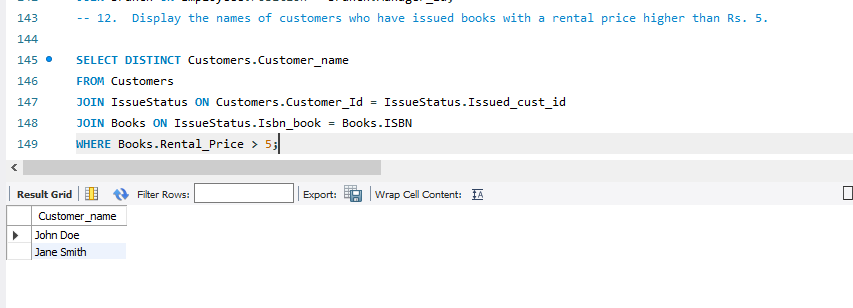 143 -- 12.  Display the names of customers who have issued books with a rental price higher than Rs. 5.
144
145 SELECT DISTINCT Customers.Customer_name
146 FROM Customers
147 JOIN IssueStatus ON Customers.Customer_Id = IssueStatus.Issued_cust_id
148 JOIN Books ON IssueStatus.Isbn_book = Books.ISBN
149 WHERE Books.Rental_Price > 5;
Result Grid Filter Rows: Export: Wrap Cell Content: IA
Customer_name
John Doe
Jane Smith